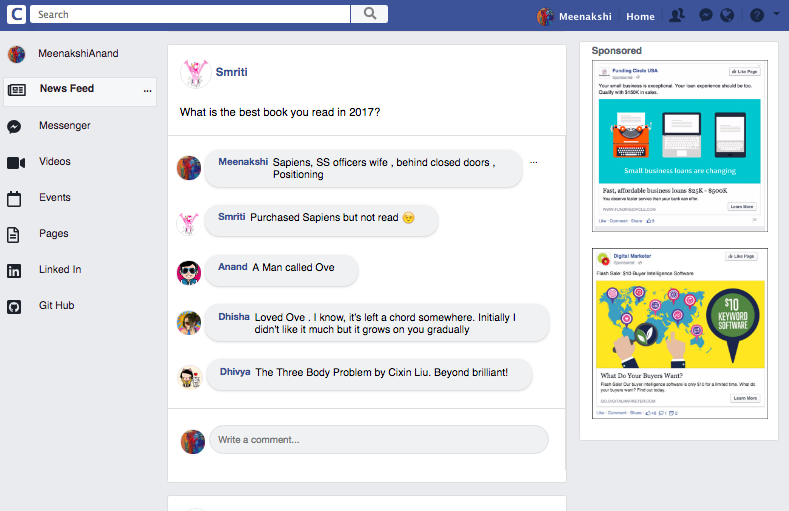 C
Search
Meenakshi
Home
MeenakshiAnand
News Feed
...
Messenger
Videos
Events
Pages
Linked In
Git Hub
Smriti
What is the best book you read in 2017?
Meenakshi Sapiens, SS officers wife , behind closed doors ,
Positioning
...
Smriti Purchased Sapiens but not read
Anand A Man called Ove
Dhisha Loved Ove . I know, it's left a chord somewhere. Initially I
didn't like it much but it grows on you gradually
Dhivya The Three Body Problem by Cixin Liu. Beyond brilliant!
Write a comment...
Sponsored
Funding Circle USA
Sponsored
Like Page
Your small business is exceptional. Your loan experience should be too.
Qualify with $150K in sales.
Small business loans are changing
Fast, affordable business loans $25K - $500K
You deserve faster service than your bank can offer.
WWW.FUNDINGCIRCLE.COM
Learn More
Like · Comment · Share
Digital Marketer
Sponsored
Like Page
Flash Sale: $10 Buyer Intelligence Software
$10
KEYWORD
SOFTWARE
What Do Your Buyers Want?
Flash Sale! Our buyer intelligence software is only $10 for a limited time. What do
your buyers want? Find out today.
Learn More
Like · Comment · Share